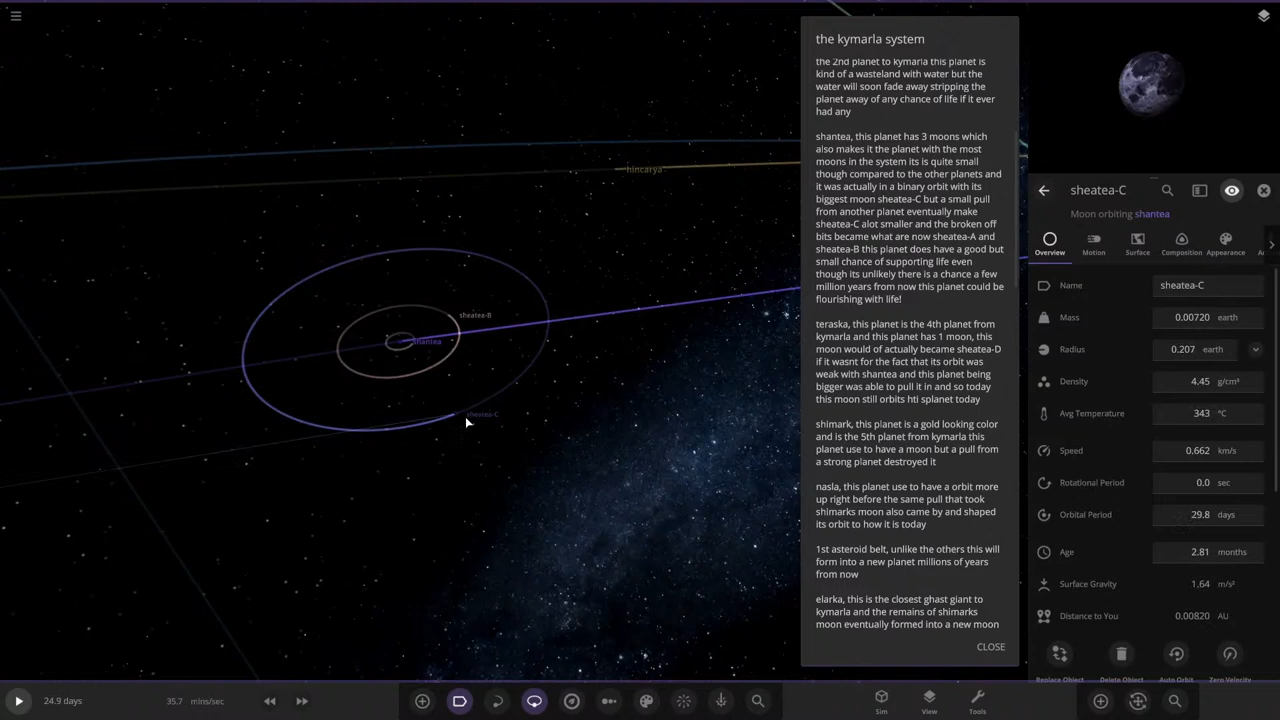 the kymarla system
the 2nd planet to kymarla this planet is
kind of a wasteland with water but the
water will soon fade away stripping the
planet away of any chance of life if it ever
had any
shantea, this planet has 3 moons which
also makes it the planet with the most
moons in the system its is quite small
though compared to the other planets and
it was actually in a binary orbit with its
biggest moon sheatea-C but a small pull
from another planet eventually make
sheatea-C alot smaller and the broken off
bits became what are now sheatea-A and
sheatea-B this planet does have a good but
small chance of supporting life even
though its unlikely there is a chance a few
million years from now this planet could be
flourishing with life!
teraska, this planet is the 4th planet from
kymarla and this planet has 1 moon, this
moon would of actually became sheatea-D
if it wasnt for the fact that its orbit was
weak with shantea and this planet being
bigger was able to pull it in and so today
this moon still orbits hti splanet today
shimark, this planet is a gold looking color
and is the 5th planet from kymarla this
planet use to have a moon but a pull from
a strong planet destroyed it
nasla, this planet use to have a orbit more
up right before the same pull that took
shimarks moon also came by and shaped
its orbit to how it is today
1st asteroid belt, unlike the others this will
form into a new planet millions of years
from now
elarka, this is the closest ghast giant to
kymarla and the remains of shimarks
moon eventually formed into a new moon
CLOSE
hincarya
sheatea-B
shantea
sheatea-C
sheatea-C
Moon orbiting shantea
Overview
Motion
Surface
Composition
Appearance
Name sheatea-C
Mass 0.00720 earth
Radius 0.207 earth
Density 4.45 g/cm³
Avg Temperature 343 °C
Speed 0.662 km/s
Rotational Period 0.0 sec
Orbital Period 29.8 days
Age 2.81 months
Surface Gravity 1.64 m/s²
Distance to You 0.00820 AU
Replace Object
Delete Object
Auto Orbit
Zero Velocity
24.9 days
35.7 mins/sec
Sim
View
Tools